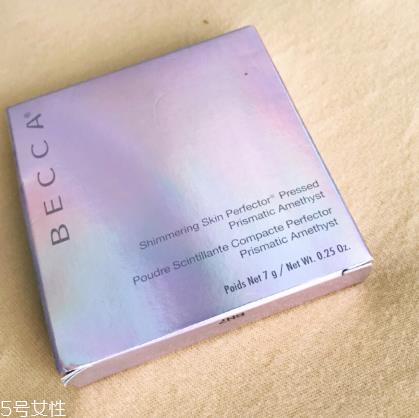 BECCA®
Shimmering Skin Perfector® Pressed
Prismatic Amethyst
Poudre Scintillante Compacte Perfector
Prismatic Amethyst
Poids Net 7 g / Net Wt. 0.25 Oz.
5号女性